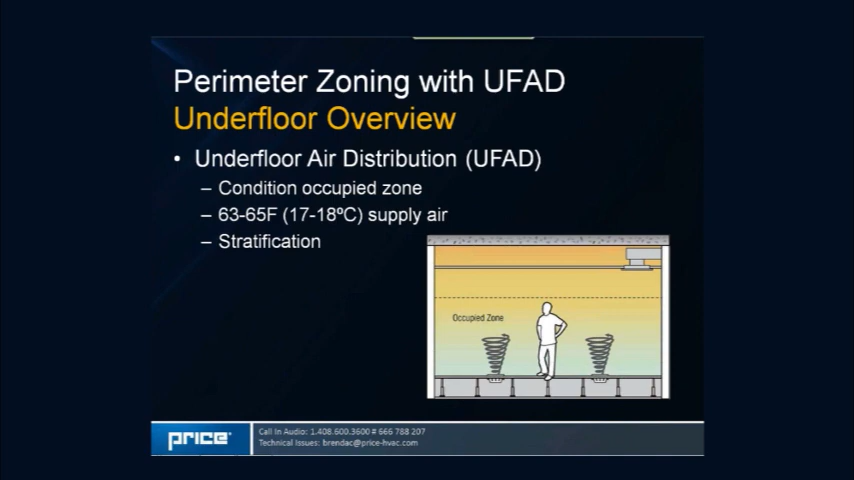 Perimeter Zoning with UFAD
Underfloor Overview
• Underfloor Air Distribution (UFAD)
– Condition occupied zone
– 63-65F (17-18ºC) supply air
– Stratification
Occupied Zone
PRICE
Call In Audio: 1.408.600.3600 # 666 788 207
Technical Issues: brendac@price-hvac.com